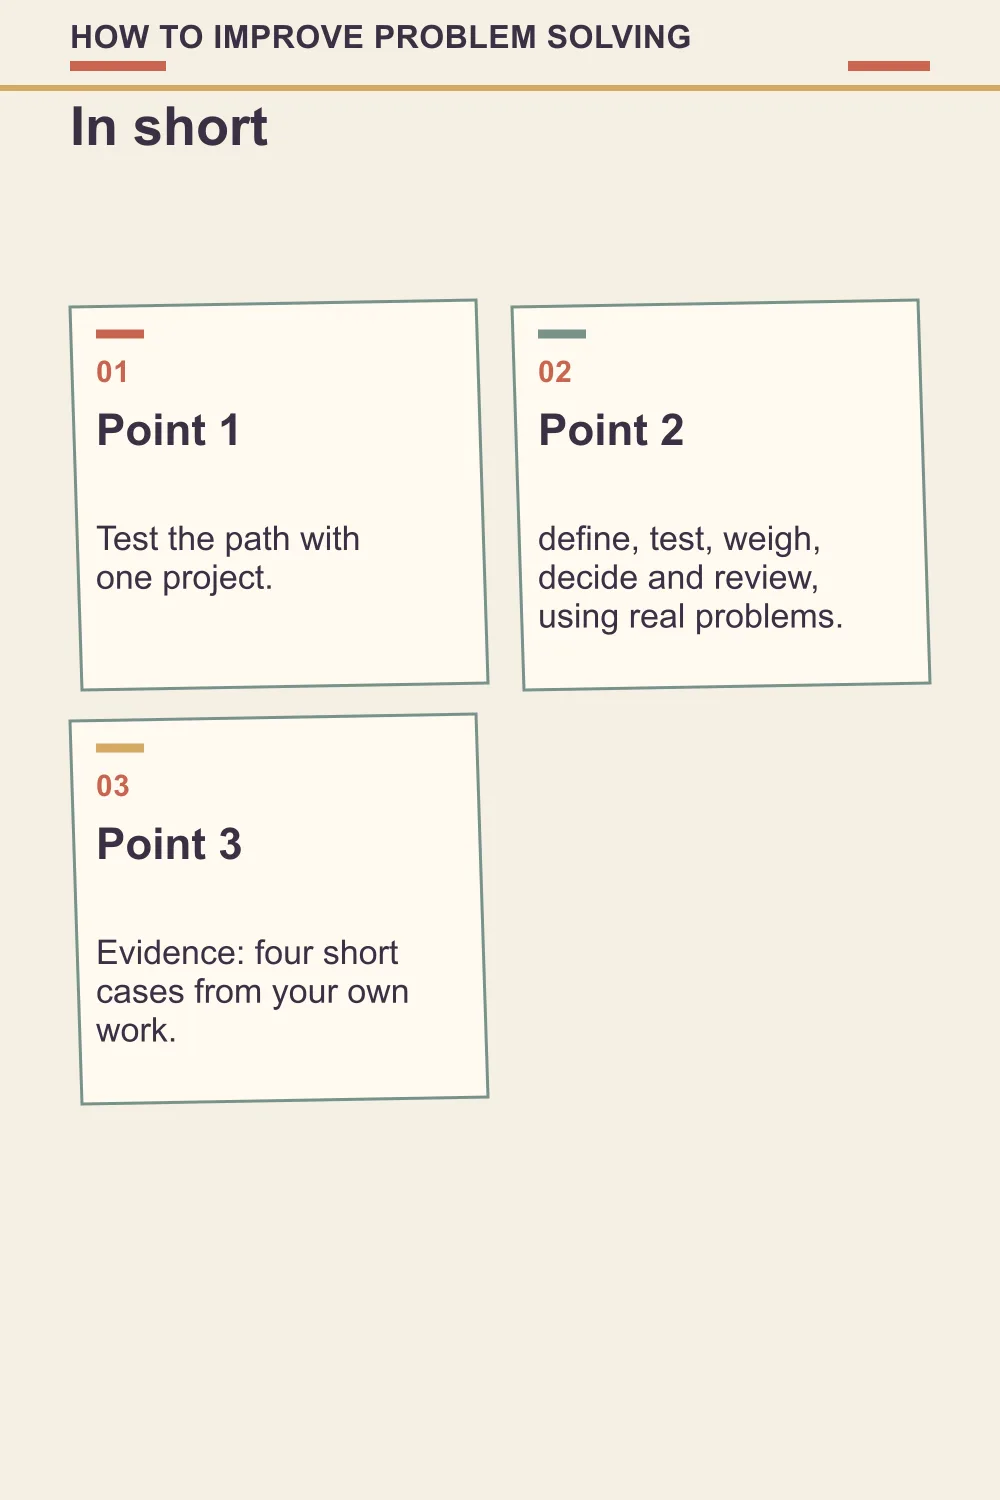 HOW TO IMPROVE PROBLEM SOLVING
In short
01
Point 1
Test the path with
one project.
02
Point 2
define, test, weigh,
decide and review,
using real problems.
03
Point 3
Evidence: four short
cases from your own
work.